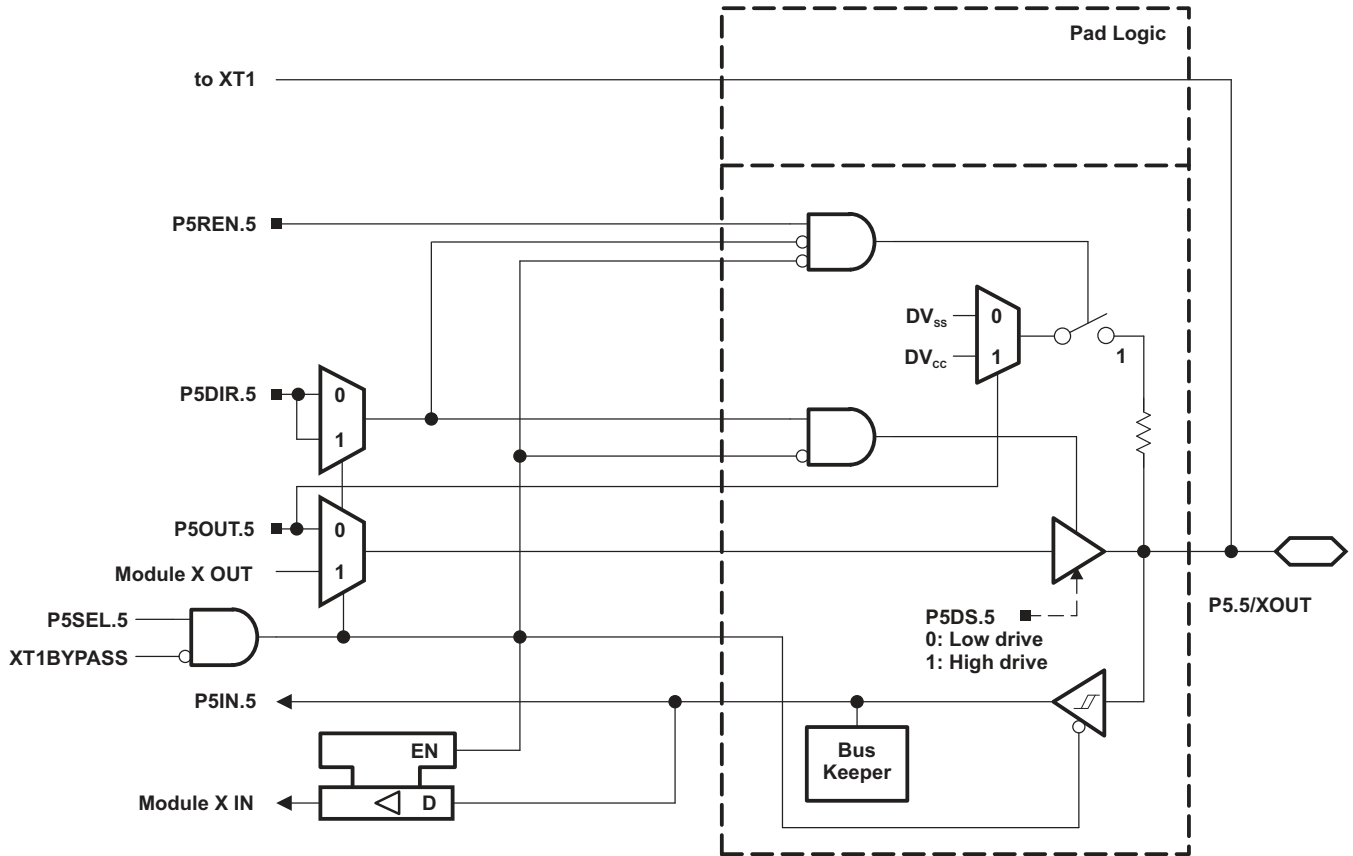 Pad Logic
to XT1
P5REN.5
DVSS
0
DVCC
1
1
P5DIR.5
0
1
P5OUT.5
0
Module X OUT
1
P5SEL.5
XT1BYPASS
P5DS.5
0: Low drive
1: High drive
P5.5/XOUT
P5IN.5
EN
Bus
Keeper
Module X IN
D